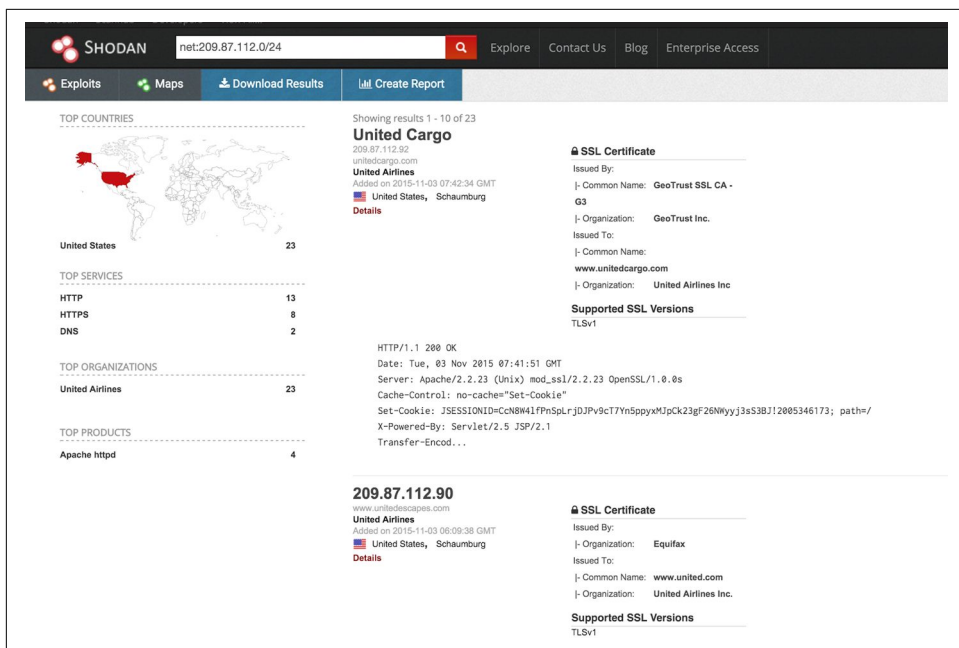 SHODAN
net:209.87.112.0/24
Explore
Contact Us
Blog
Enterprise Access
Exploits
Maps
Download Results
Create Report
TOP COUNTRIES
United States 23
TOP SERVICES
HTTP 13
HTTPS 8
DNS 2
TOP ORGANIZATIONS
United Airlines 23
TOP PRODUCTS
Apache httpd 4
Showing results 1 - 10 of 23
United Cargo
209.87.112.92
unitedcargo.com
United Airlines
Added on 2015-11-03 07:42:34 GMT
United States, Schaumburg
Details
SSL Certificate
Issued By:
|- Common Name: GeoTrust SSL CA -
G3
|- Organization: GeoTrust Inc.
Issued To:
|- Common Name:
www.unitedcargo.com
|- Organization: United Airlines Inc
Supported SSL Versions
TLSv1
HTTP/1.1 200 OK
Date: Tue, 03 Nov 2015 07:41:51 GMT
Server: Apache/2.2.23 (Unix) mod_ssl/2.2.23 OpenSSL/1.0.0s
Cache-Control: no-cache="Set-Cookie"
Set-Cookie: JSESSIONID=CcN8W4lfPnSpLrjDJPv9cT7Yn5ppyxMJpCk23gF26NWyyj3sS3BJ!2005346173; path=/
X-Powered-By: Servlet/2.5 JSP/2.1
Transfer-Encod...
209.87.112.90
www.unitedescapes.com
United Airlines
Added on 2015-11-03 06:09:38 GMT
United States, Schaumburg
Details
SSL Certificate
Issued By:
|- Organization: Equifax
Issued To:
|- Common Name: www.united.com
|- Organization: United Airlines Inc.
Supported SSL Versions
TLSv1